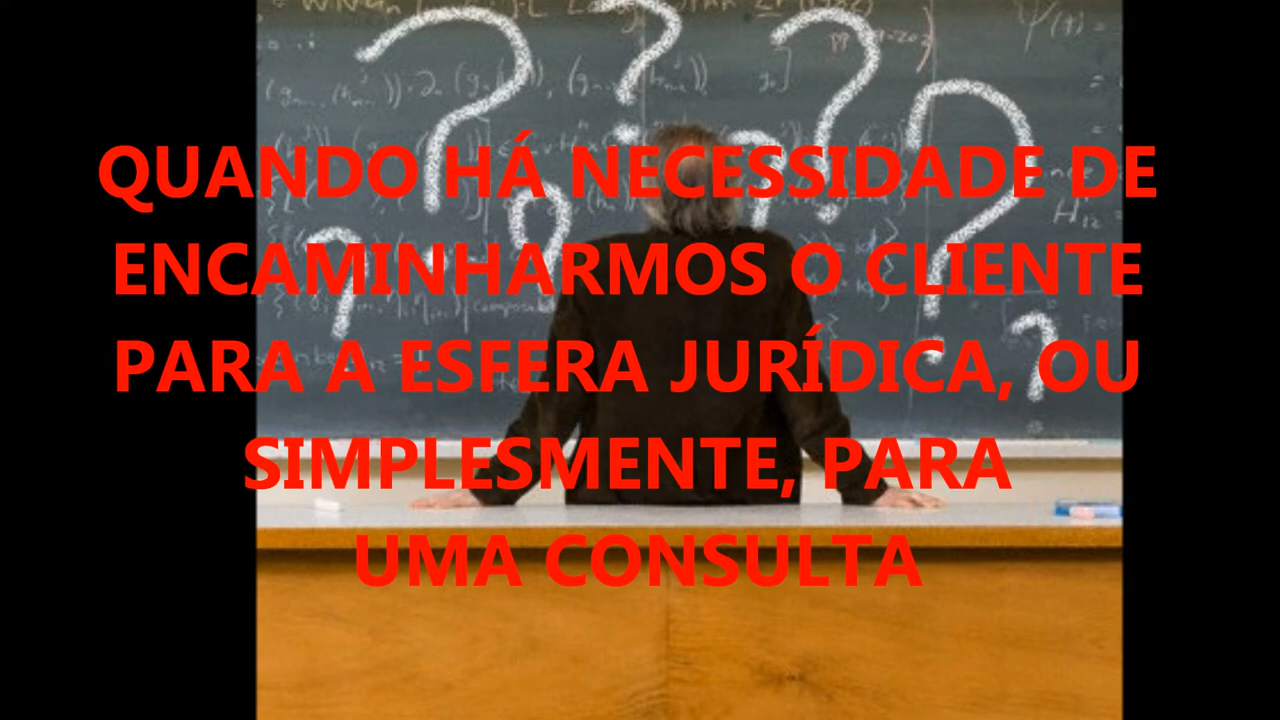 QUANDO HÁ NECESSIDADE DE
ENCAMINHARMOS O CLIENTE
PARA A ESFERA JURÍDICA, OU
SIMPLESMENTE, PARA
UMA CONSULTA